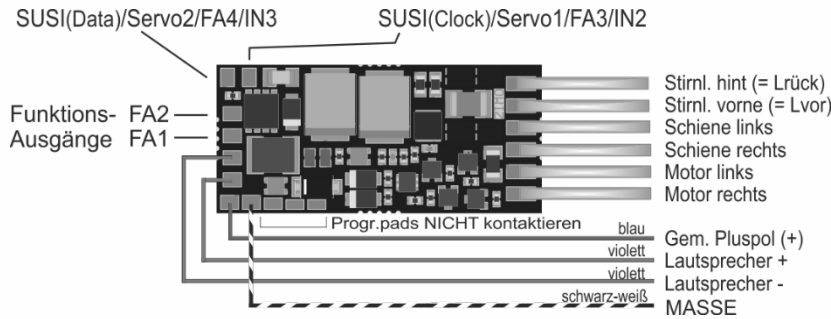 SUSI(Data)/Servo2/FA4/IN3
SUSI(Clock)/Servo1/FA3/IN2
Funktions- FA2
Ausgänge FA1
Stirnl. hint (= Lrück)
Stirnl. vorne (= Lvor)
Schiene links
Schiene rechts
Motor links
Motor rechts
Progr.pads NICHT kontaktieren
blau Gem. Pluspol (+)
violett Lautsprecher +
violett Lautsprecher -
schwarz-weiß MASSE